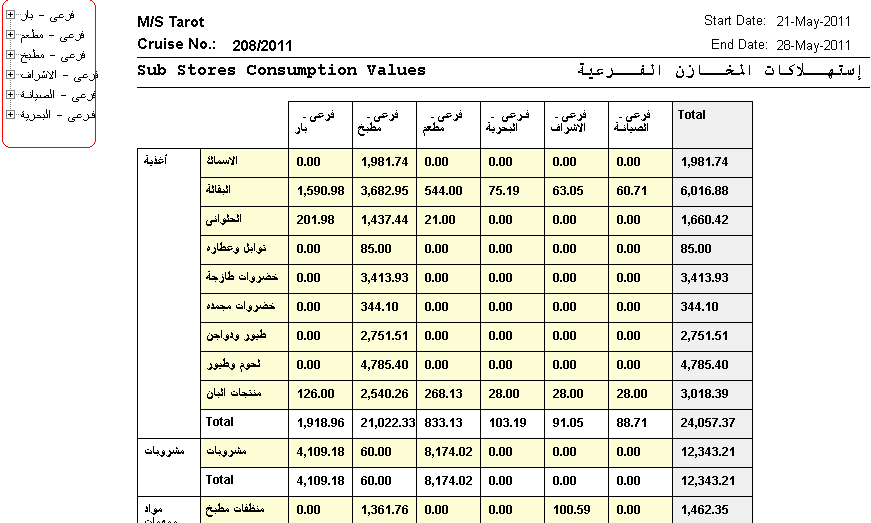 فرعى - بار
فرعى - مطعم
فرعى - مطبخ
فرعى - الاشراف
فرعى - الصيانة
فرعى - البحرية
M/S Tarot
Start Date: 21-May-2011
Cruise No.: 208/2011
End Date: 28-May-2011
Sub Stores Consumption Values إستهـلاكات المخـازن الفـرعية
فرعى - بار فرعى - مطبخ فرعى - مطعم فرعى - البحرية فرعى - الاشراف فرعى - الصيانة Total
أغذية الاسماك 0.00 1,981.74 0.00 0.00 0.00 0.00 1,981.74
البقالة 1,590.98 3,682.95 544.00 75.19 63.05 60.71 6,016.88
الحلوانى 201.98 1,437.44 21.00 0.00 0.00 0.00 1,660.42
توابل وعطاره 0.00 85.00 0.00 0.00 0.00 0.00 85.00
خضروات طازجة 0.00 3,413.93 0.00 0.00 0.00 0.00 3,413.93
خضروات مجمده 0.00 344.10 0.00 0.00 0.00 0.00 344.10
طيور ودواجن 0.00 2,751.51 0.00 0.00 0.00 0.00 2,751.51
لحوم وطيور 0.00 4,785.40 0.00 0.00 0.00 0.00 4,785.40
منتجات البان 126.00 2,540.26 268.13 28.00 28.00 28.00 3,018.39
Total 1,918.96 21,022.33 833.13 103.19 91.05 88.71 24,057.37
مشروبات مشروبات 4,109.18 60.00 8,174.02 0.00 0.00 0.00 12,343.21
Total 4,109.18 60.00 8,174.02 0.00 0.00 0.00 12,343.21
مواد منظفات مطبخ 0.00 1,361.76 0.00 0.00 100.59 0.00 1,462.35